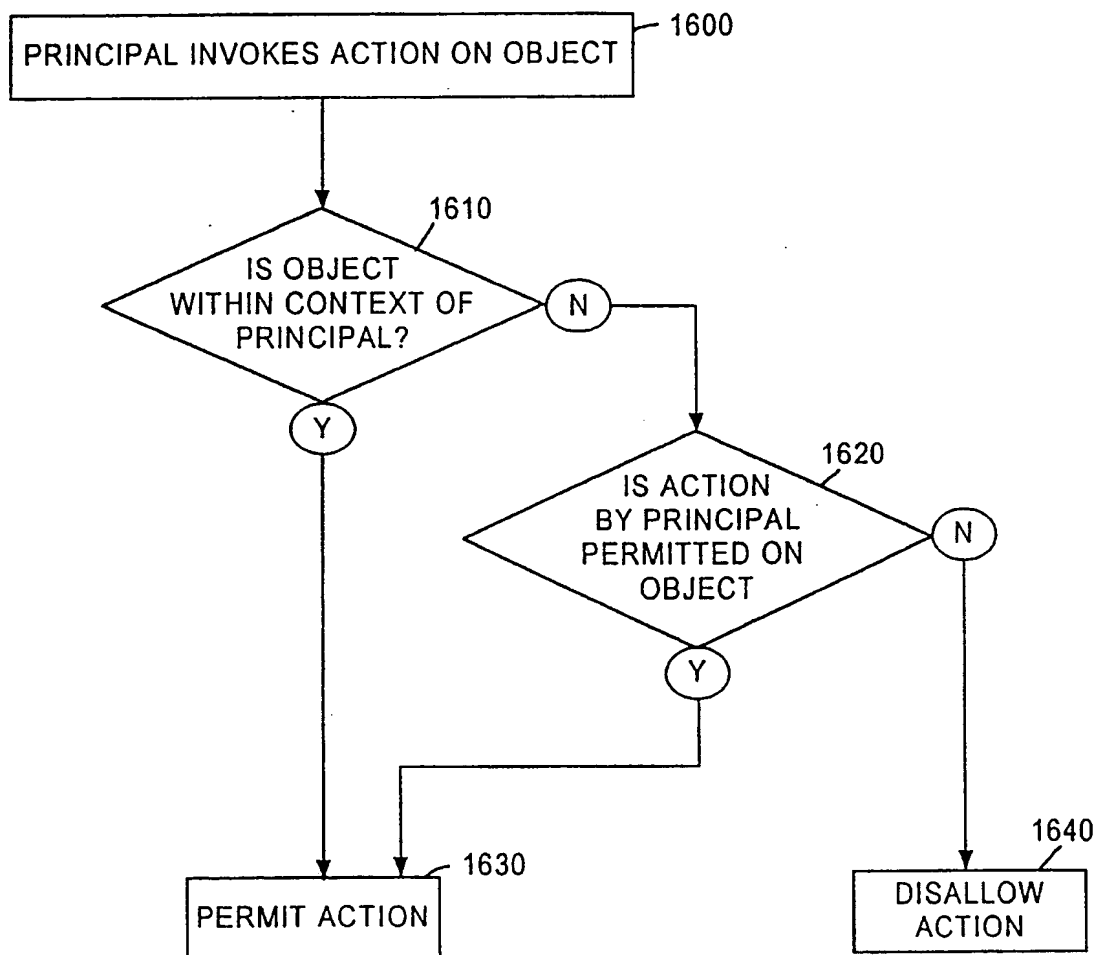 1600
PRINCIPAL INVOKES ACTION ON OBJECT
1610
IS OBJECT
WITHIN CONTEXT OF
PRINCIPAL?
N
Y
1620
IS ACTION
BY PRINCIPAL
PERMITTED ON
OBJECT
N
Y
1630
PERMIT ACTION
1640
DISALLOW
ACTION